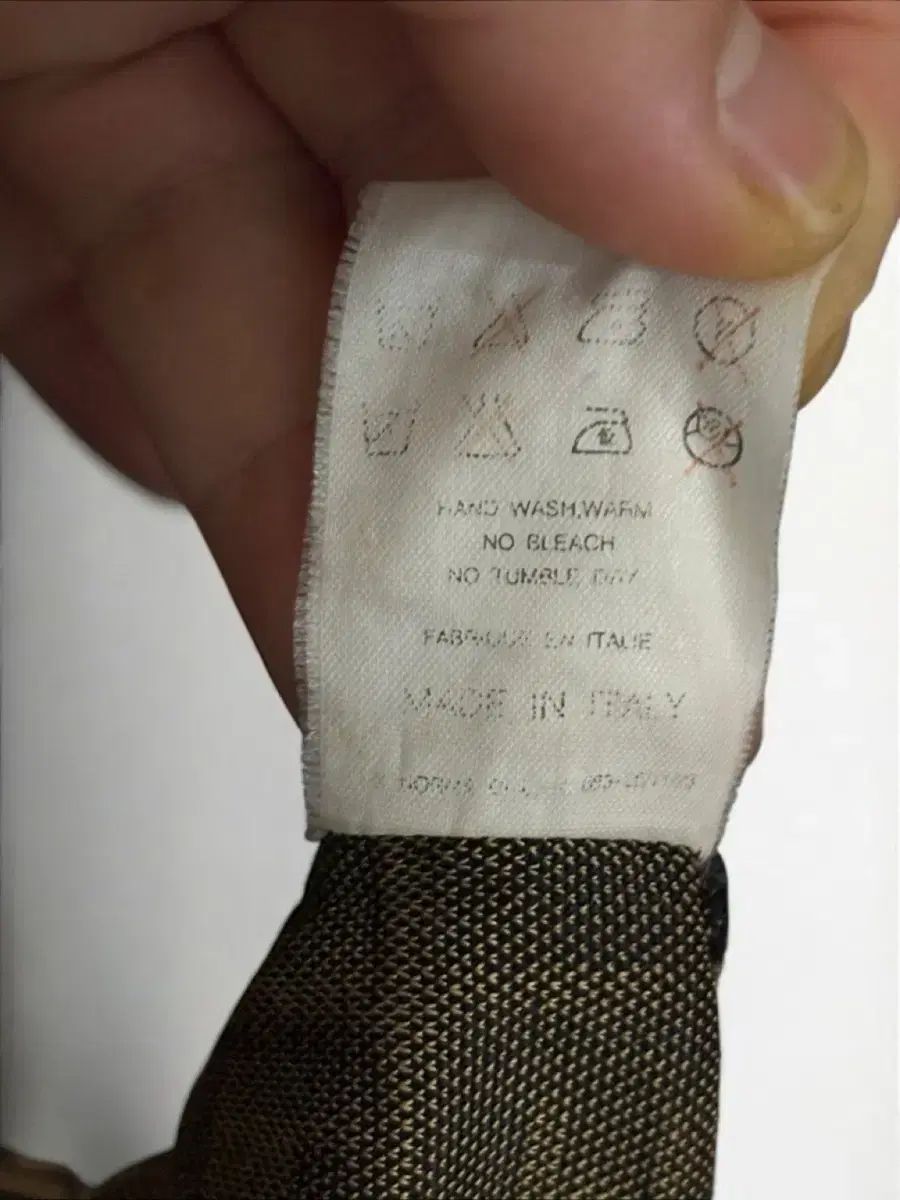 HAND WASH,WARM
NO BLEACH
NO TUMBLE DRY
FABRIQUE EN ITALIE
MADE IN ITALY